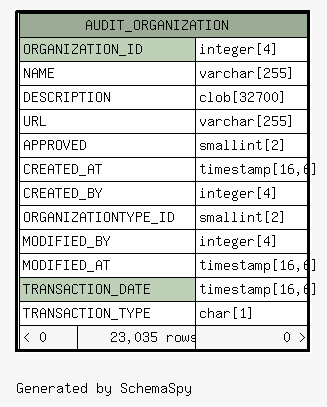 AUDIT_ORGANIZATION
ORGANIZATION_ID integer[4]
NAME varchar[255]
DESCRIPTION clob[32700]
URL varchar[255]
APPROVED smallint[2]
CREATED_AT timestamp[16,6]
CREATED_BY integer[4]
ORGANIZATIONTYPE_ID smallint[2]
MODIFIED_BY integer[4]
MODIFIED_AT timestamp[16,6]
TRANSACTION_DATE timestamp[16,6]
TRANSACTION_TYPE char[1]
< 0 23,035 rows 0 >
Generated by SchemaSpy